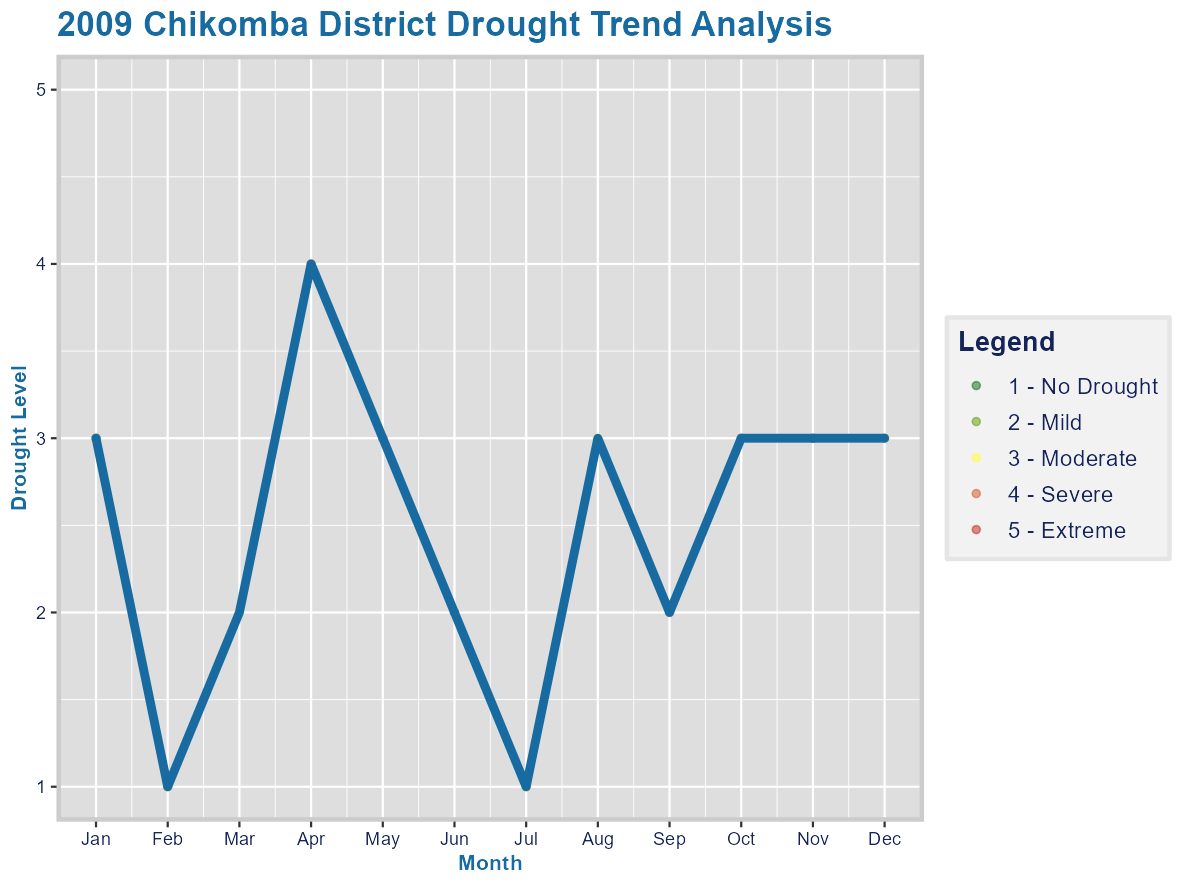 2009 Chikomba District Drought Trend Analysis
Drought Level
5
4
3
2
1
Jan Feb Mar Apr May Jun Jul Aug Sep Oct Nov Dec
Month
Legend
1 - No Drought
2 - Mild
3 - Moderate
4 - Severe
5 - Extreme